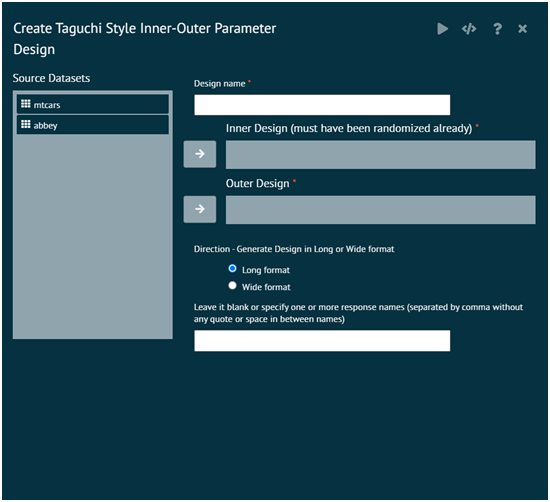 Create Taguchi Style Inner-Outer Parameter
Design
?
Source Datasets
mtcars
abbey
Design name *
Inner Design (must have been randomized already) *
Outer Design *
Direction - Generate Design in Long or Wide format
Long format
Wide format
Leave it blank or specify one or more response names (separated by comma without
any quote or space in between names)